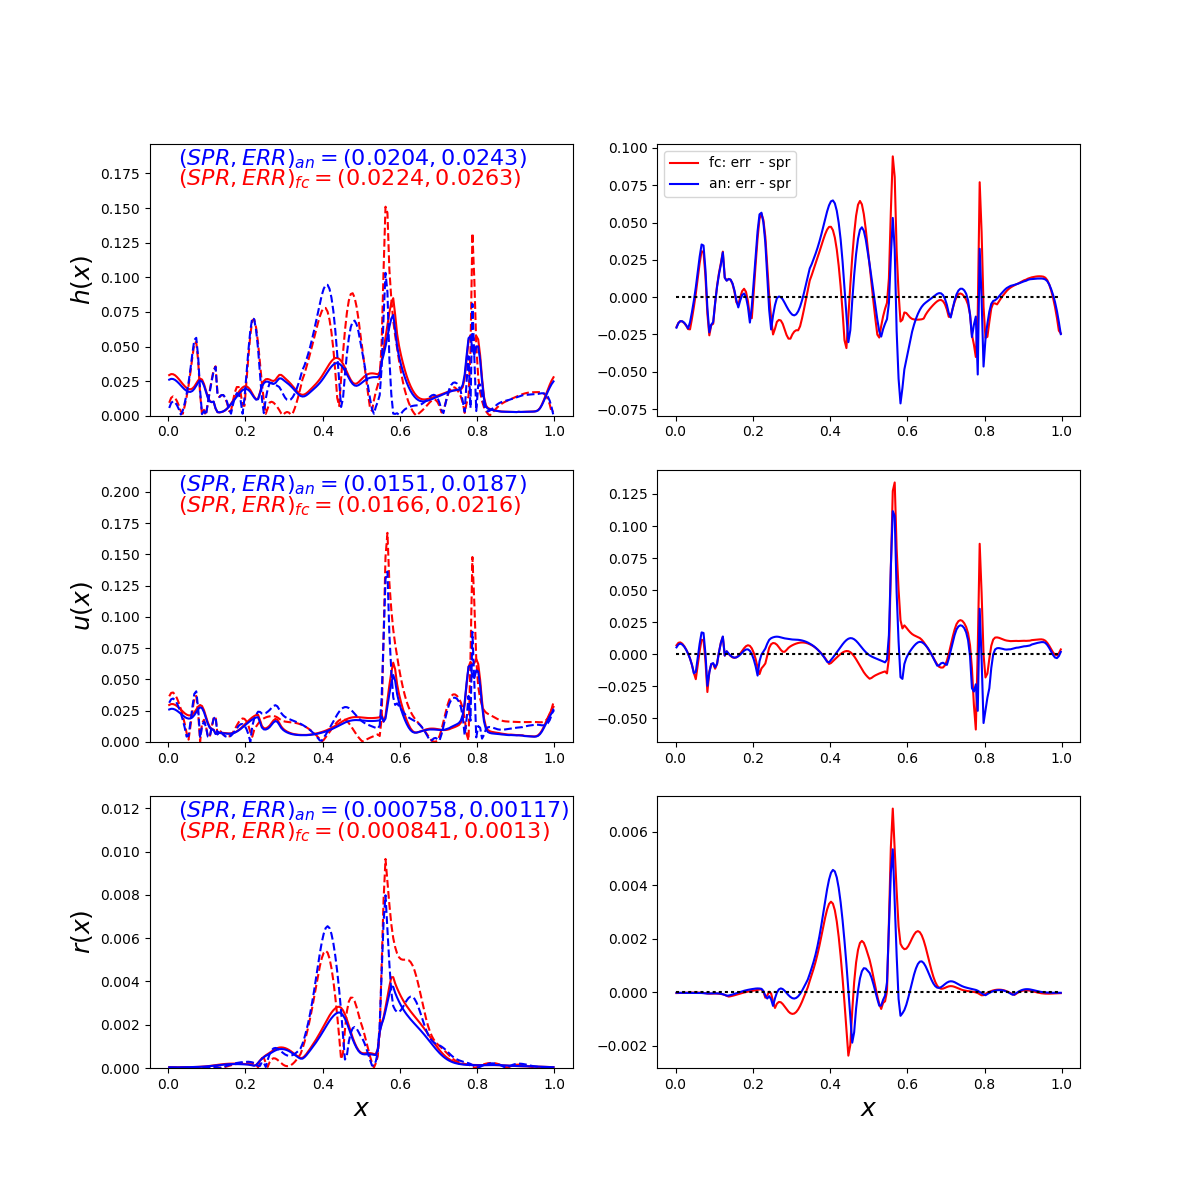 (SPR, ERR)an = (0.0204, 0.0243)
(SPR, ERR)fc = (0.0224, 0.0263)
h(x)
0.175
0.150
0.125
0.100
0.075
0.050
0.025
0.000
0.0 0.2 0.4 0.6 0.8 1.0
fc: err - spr
an: err - spr
0.100
0.075
0.050
0.025
0.000
−0.025
−0.050
−0.075
0.0 0.2 0.4 0.6 0.8 1.0
(SPR, ERR)an = (0.0151, 0.0187)
(SPR, ERR)fc = (0.0166, 0.0216)
u(x)
0.200
0.175
0.150
0.125
0.100
0.075
0.050
0.025
0.000
0.0 0.2 0.4 0.6 0.8 1.0
0.125
0.100
0.075
0.050
0.025
0.000
−0.025
−0.050
0.0 0.2 0.4 0.6 0.8 1.0
(SPR, ERR)an = (0.000758, 0.00117)
(SPR, ERR)fc = (0.000841, 0.0013)
r(x)
0.012
0.010
0.008
0.006
0.004
0.002
0.000
0.0 0.2 0.4 0.6 0.8 1.0
x
0.006
0.004
0.002
0.000
−0.002
0.0 0.2 0.4 0.6 0.8 1.0
x